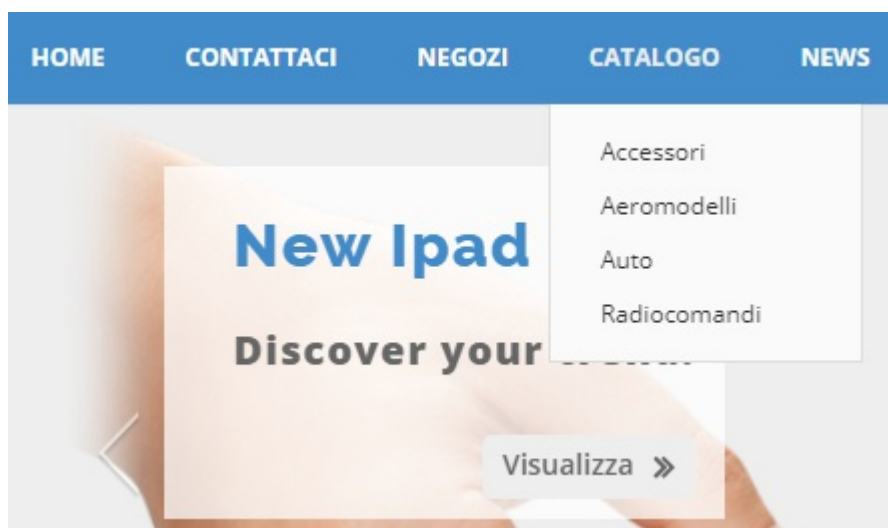 HOME CONTATTACI NEGOZI CATALOGO NEWS
Accessori
Aeromodelli
Auto
Radiocomandi
New Ipad
Discover your
Visualizza »